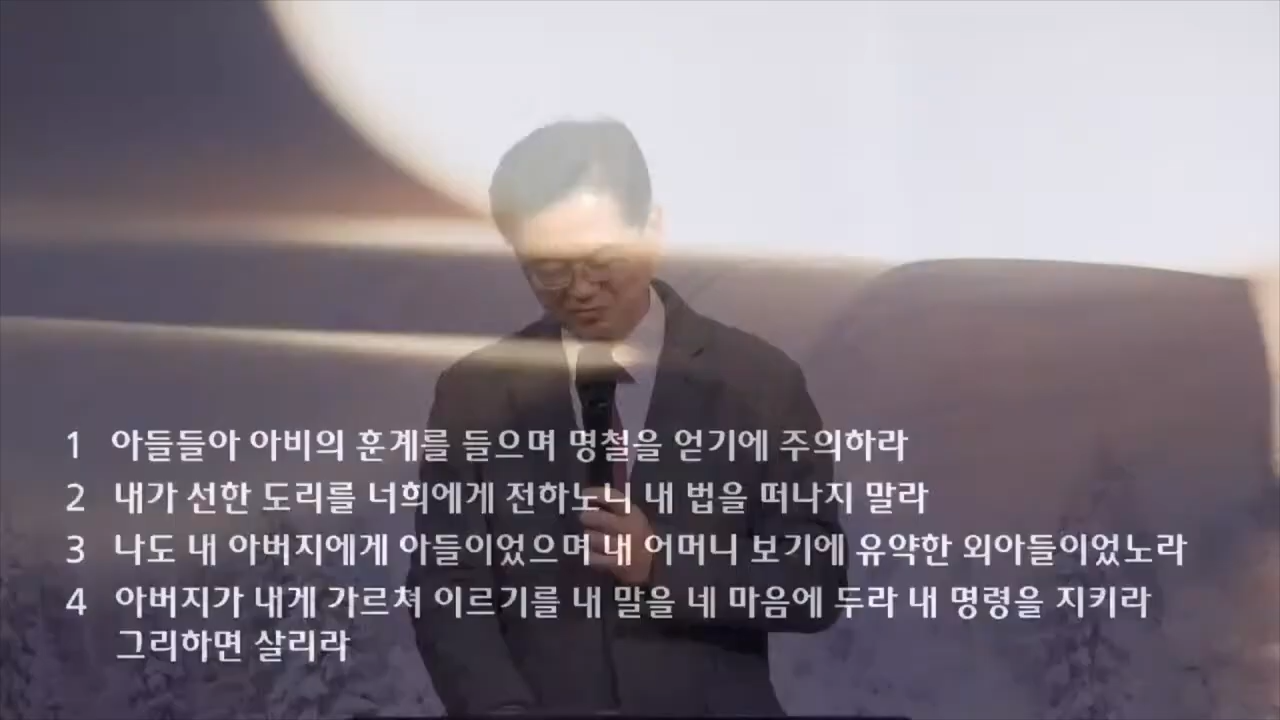 1 아들들아 아비의 훈계를 들으며 명철을 얻기에 주의하라
2 내가 선한 도리를 너희에게 전하노니 내 법을 떠나지 말라
3 나도 내 아버지에게 아들이었으며 내 어머니 보기에 유약한 외아들이었노라
4 아버지가 내게 가르쳐 이르기를 내 말을 네 마음에 두라 내 명령을 지키라
그리하면 살리라